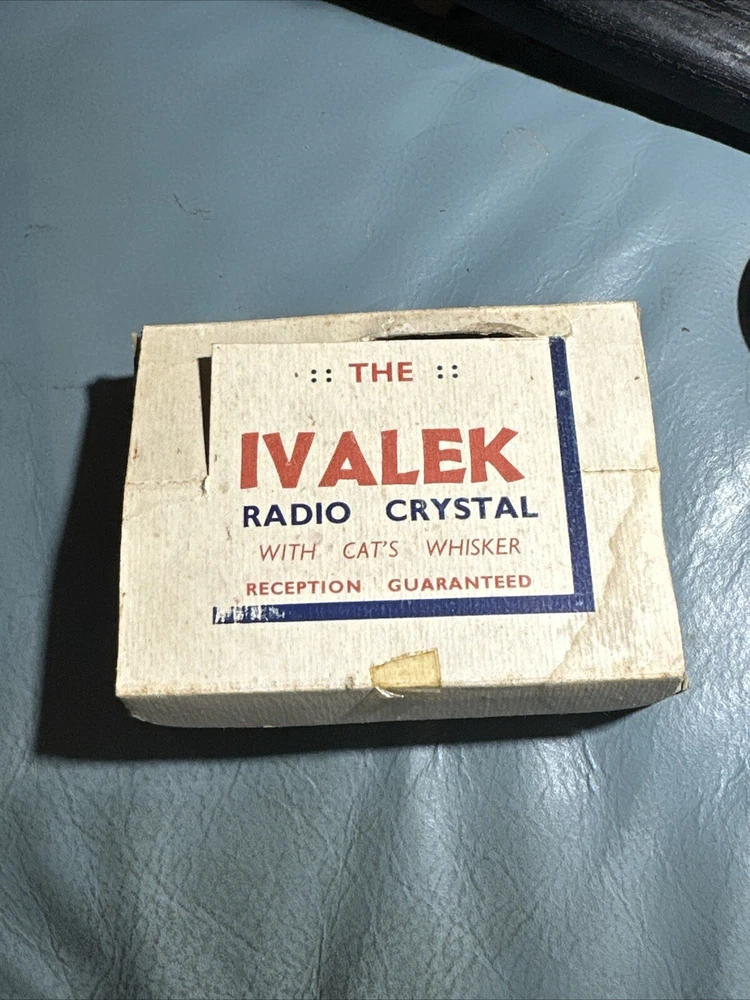 :: THE ::
IVALEK
RADIO CRYSTAL
WITH CAT'S WHISKER
RECEPTION GUARANTEED